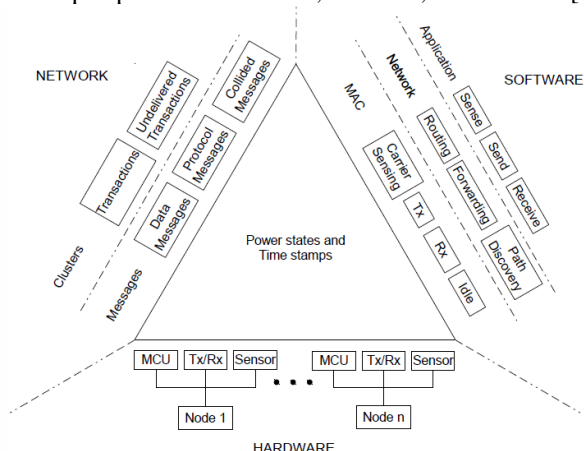 NETWORK
SOFTWARE
Undelivered
Transactions
Collided
Messages
Transactions
Protocol
Messages
Data
Messages
Clusters
Messages
MAC
Network
Application
Carrier
Sensing
Tx
Rx
Idle
Routing
Forwarding
Path
Discovery
Sense
Send
Receive
Power states and
Time stamps
MCU Tx/Rx Sensor MCU Tx/Rx Sensor
Node 1 Node n
HARDWARE